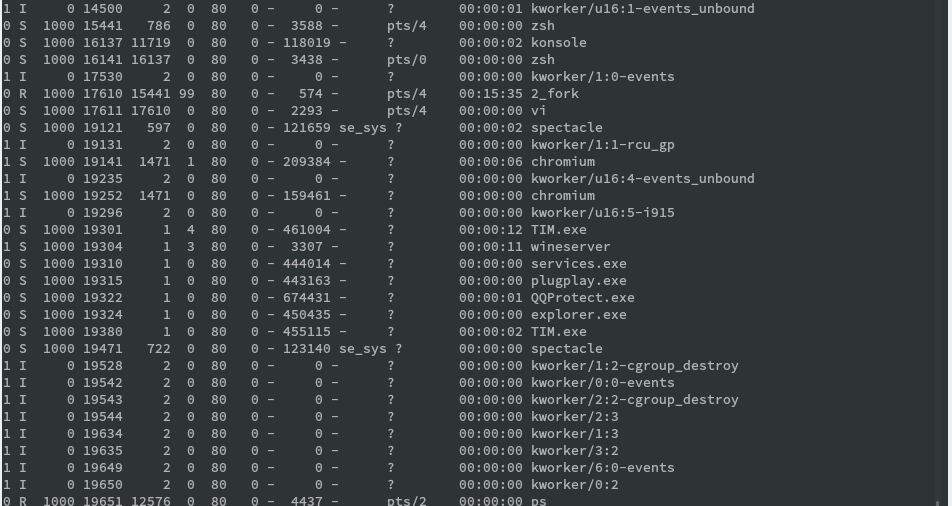 1 I     0 14500     2  0  80   0 -     0 -      ?        00:00:01 kworker/u16:1-events_unbound
0 S  1000 15441   786  0  80   0 -  3588 -      pts/4    00:00:00 zsh
0 S  1000 16137 11719  0  80   0 - 118019 -     ?        00:00:02 konsole
0 S  1000 16141 16137  0  80   0 -  3438 -      pts/0    00:00:00 zsh
1 I     0 17530     2  0  80   0 -     0 -      ?        00:00:00 kworker/1:0-events
0 R  1000 17610 15441 99  80   0 -   574 -      pts/4    00:15:35 2_fork
0 S  1000 17611 17610  0  80   0 -  2293 -      pts/4    00:00:00 vi
0 S  1000 19121   597  0  80   0 - 121659 se_sys ?       00:00:02 spectacle
1 I     0 19131     2  0  80   0 -     0 -      ?        00:00:00 kworker/1:1-rcu_gp
1 S  1000 19141  1471  1  80   0 - 209384 -     ?        00:00:06 chromium
1 I     0 19235     2  0  80   0 -     0 -      ?        00:00:00 kworker/u16:4-events_unbound
1 S  1000 19252  1471  0  80   0 - 159461 -     ?        00:00:00 chromium
1 I     0 19296     2  0  80   0 -     0 -      ?        00:00:00 kworker/u16:5-i915
0 S  1000 19301     1  4  80   0 - 461004 -     ?        00:00:12 TIM.exe
1 S  1000 19304     1  3  80   0 -  3307 -      ?        00:00:11 wineserver
0 S  1000 19310     1  0  80   0 - 444014 -     ?        00:00:00 services.exe
0 S  1000 19315     1  0  80   0 - 443163 -     ?        00:00:00 plugplay.exe
0 S  1000 19322     1  0  80   0 - 674431 -     ?        00:00:01 QQProtect.exe
0 S  1000 19324     1  0  80   0 - 450435 -     ?        00:00:00 explorer.exe
0 S  1000 19380     1  0  80   0 - 455115 -     ?        00:00:02 TIM.exe
0 S  1000 19471   722  0  80   0 - 123140 se_sys ?       00:00:00 spectacle
1 I     0 19528     2  0  80   0 -     0 -      ?        00:00:00 kworker/1:2-cgroup_destroy
1 I     0 19542     2  0  80   0 -     0 -      ?        00:00:00 kworker/0:0-events
1 I     0 19543     2  0  80   0 -     0 -      ?        00:00:00 kworker/2:2-cgroup_destroy
1 I     0 19544     2  0  80   0 -     0 -      ?        00:00:00 kworker/2:3
1 I     0 19634     2  0  80   0 -     0 -      ?        00:00:00 kworker/1:3
1 I     0 19635     2  0  80   0 -     0 -      ?        00:00:00 kworker/3:2
1 I     0 19649     2  0  80   0 -     0 -      ?        00:00:00 kworker/6:0-events
1 I     0 19650     2  0  80   0 -     0 -      ?        00:00:00 kworker/0:2
0 R  1000 19651 12576  0  80   0 -  4437 -      pts/2    00:00:00 ps